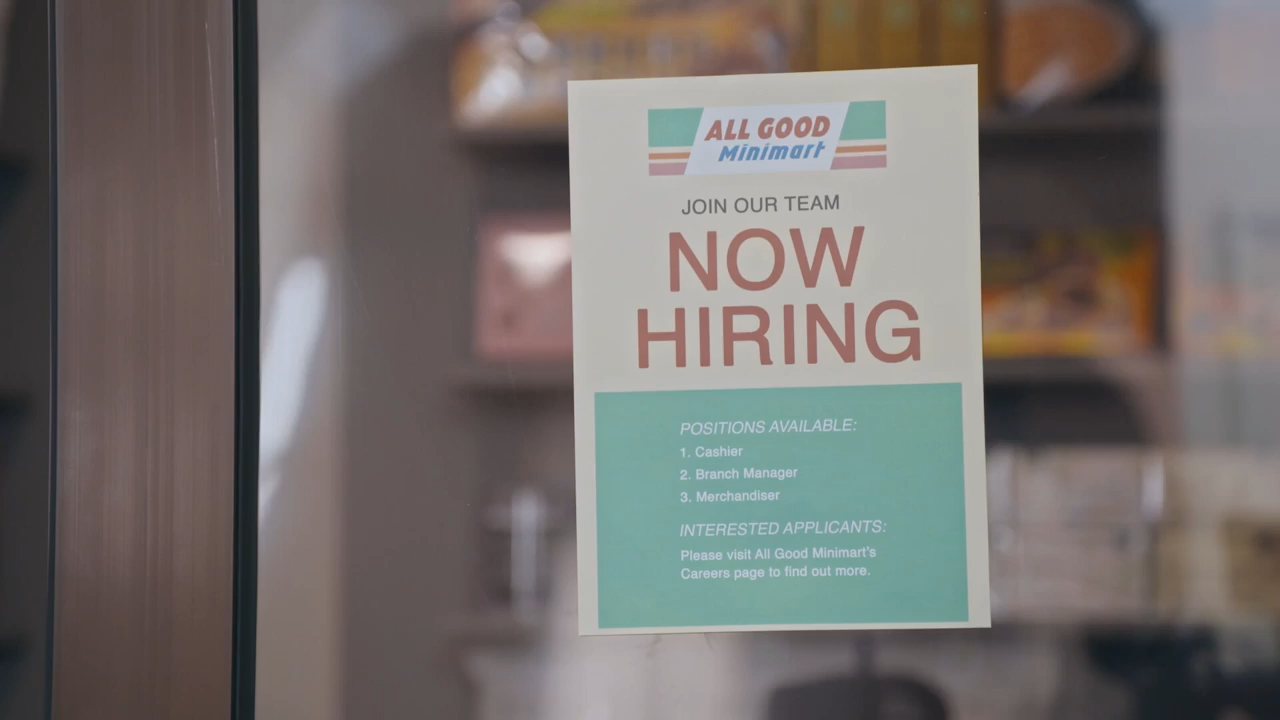 ALL GOOD
Minimart
JOIN OUR TEAM
NOW
HIRING
POSITIONS AVAILABLE:
1. Cashier
2. Branch Manager
3. Merchandiser
INTERESTED APPLICANTS:
Please visit All Good Minimart's
Careers page to find out more.